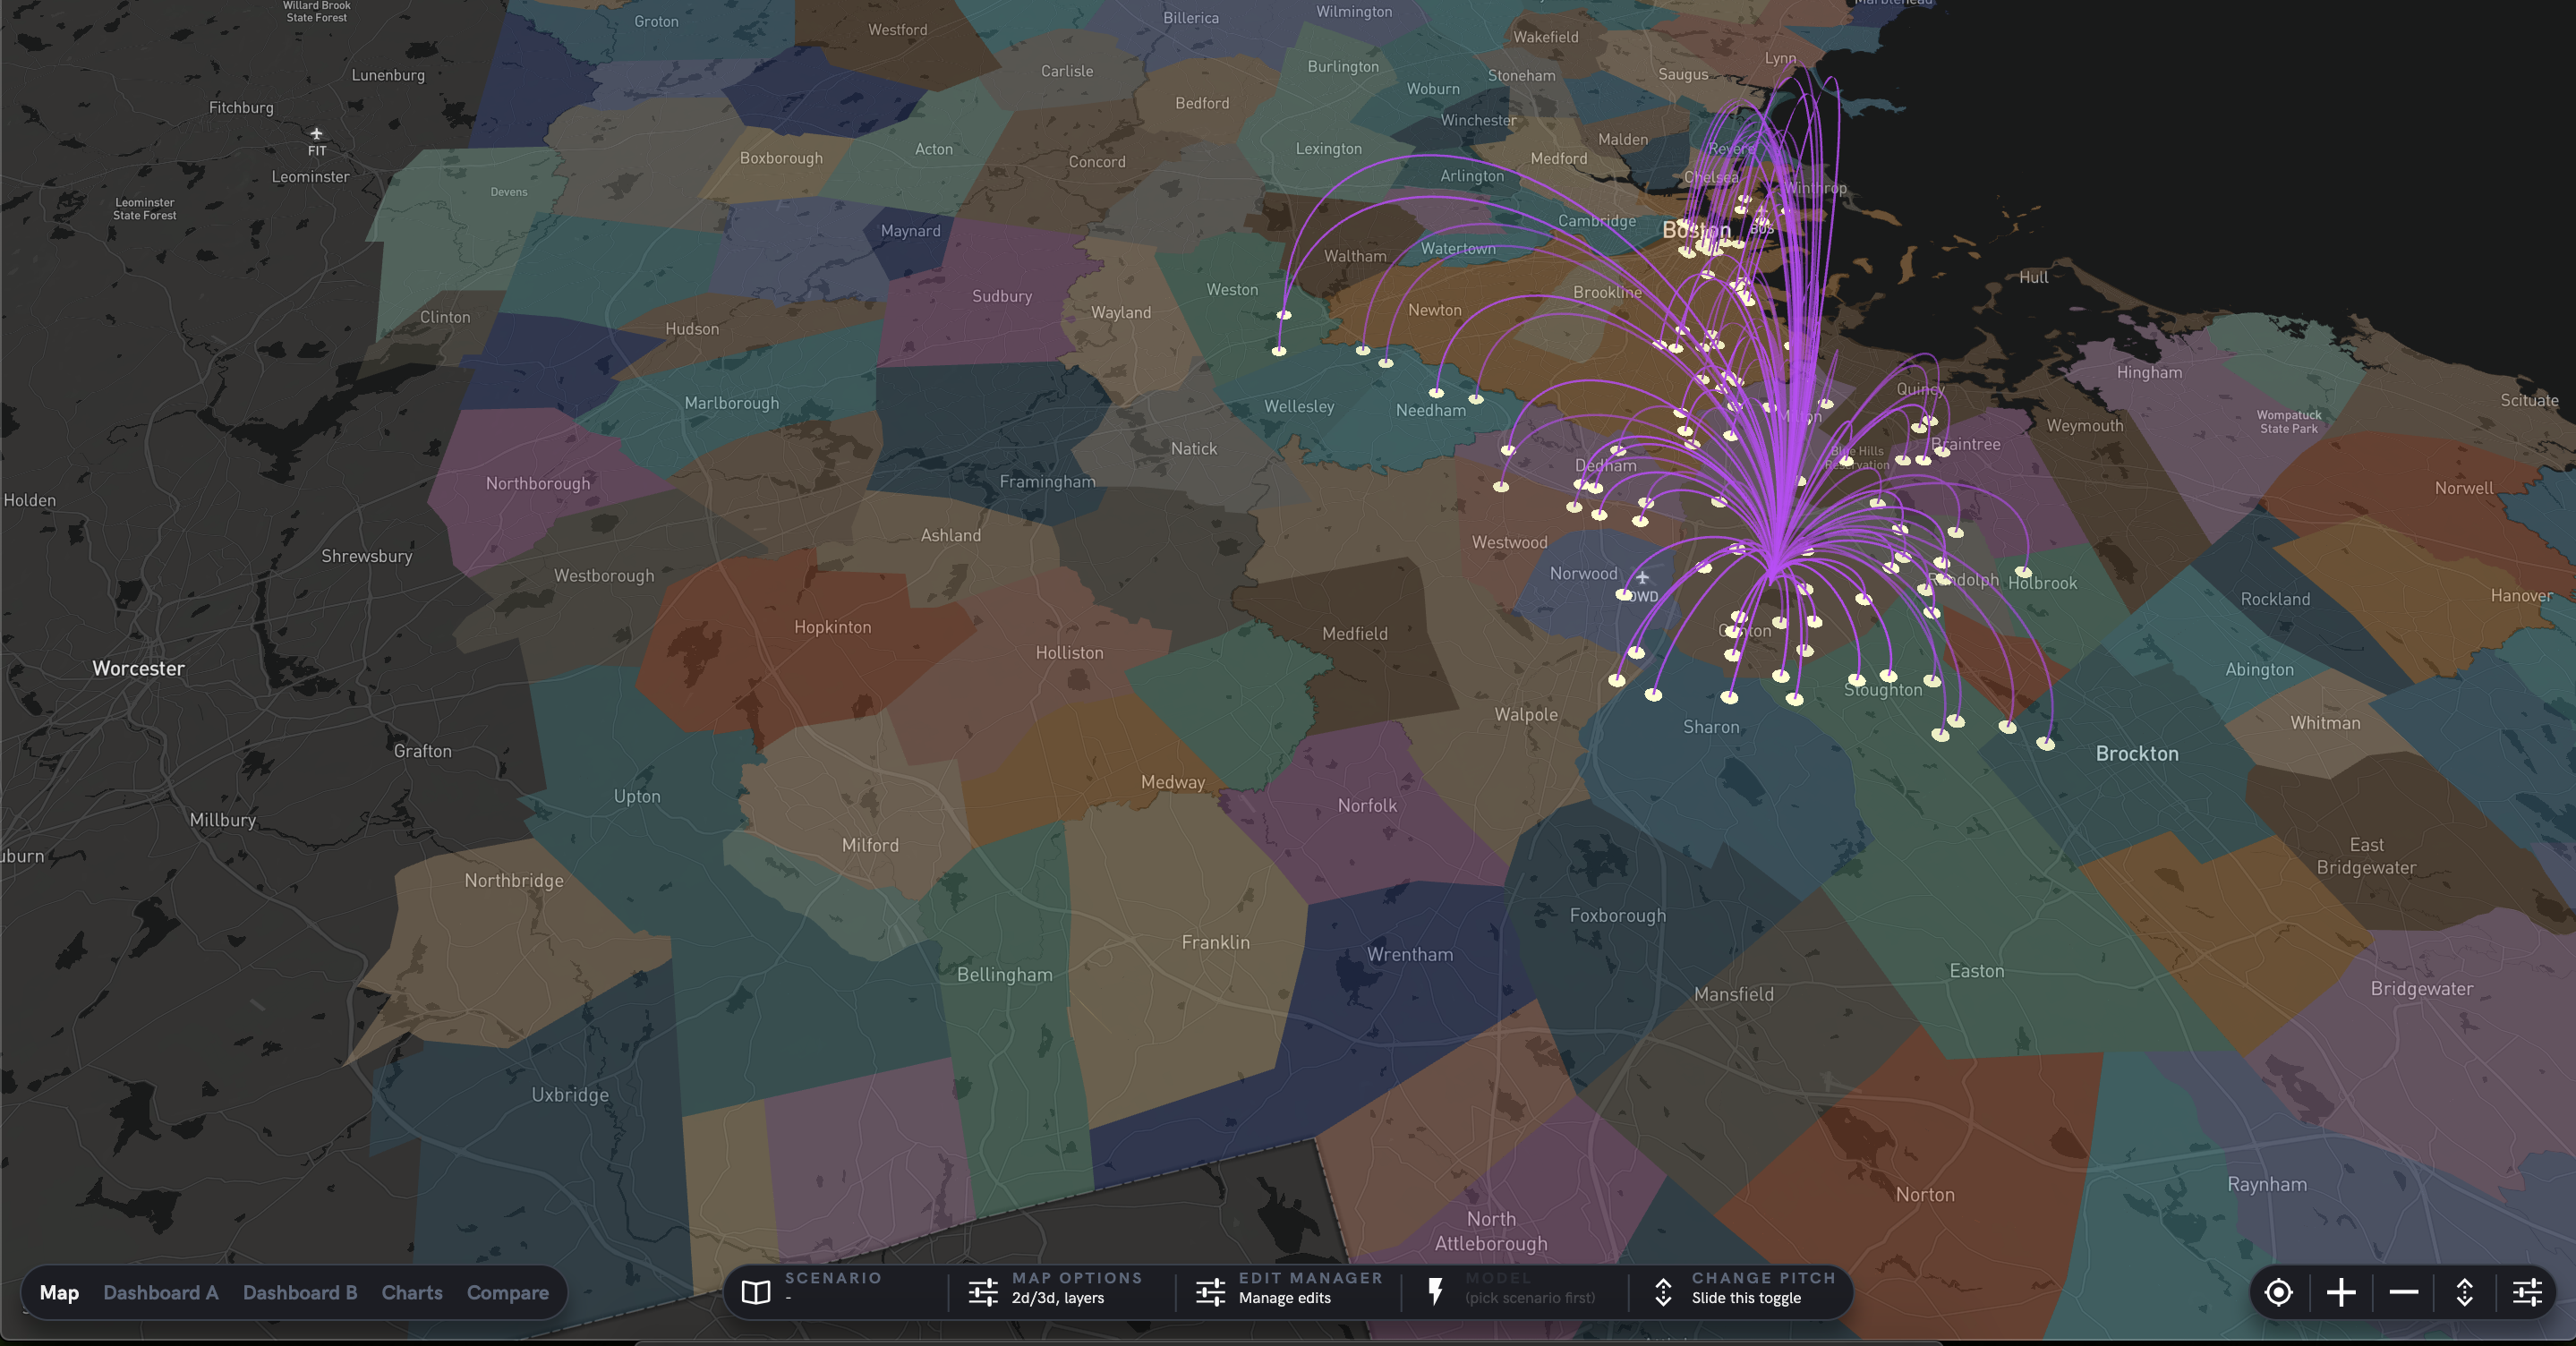 Willard Brook
State Forest
Groton
Westford
Billerica
Wilmington
Marblehead
Wakefield
Lynn
Lunenburg
Carlisle
Burlington
Stoneham
Saugus
Woburn
Fitchburg
Bedford
Winchester
FIT
Boxborough
Acton
Concord
Lexington
Medford
Malden
Revere
Leominster
Devens
Arlington
Chelsea
Winthrop
Leominster
State Forest
Maynard
Cambridge
Boston
BOS
Waltham
Watertown
Hull
Sudbury
Weston
Brookline
Clinton
Hudson
Wayland
Newton
Hingham
Marlborough
Wellesley
Needham
Quincy
Milton
Scituate
Wompatuck
State Park
Weymouth
Natick
Braintree
Blue Hills
Reservation
Dedham
Holden
Northborough
Framingham
Norwell
Shrewsbury
Ashland
Westwood
Westborough
Norwood
OWD
Randolph
Holbrook
Rockland
Hanover
Hopkinton
Medfield
Canton
Worcester
Holliston
Abington
Stoughton
Walpole
Sharon
Whitman
Grafton
Brockton
Upton
Medway
Norfolk
Millbury
Milford
East
Bridgewater
uburn
Northbridge
Foxborough
Franklin
Wrentham
Bellingham
Easton
Mansfield
Bridgewater
Uxbridge
Raynham
Norton
North
Attleborough
Map
Dashboard A
Dashboard B
Charts
Compare
SCENARIO
-
MAP OPTIONS
2d/3d, layers
EDIT MANAGER
Manage edits
MODEL
(pick scenario first)
CHANGE PITCH
Slide this toggle